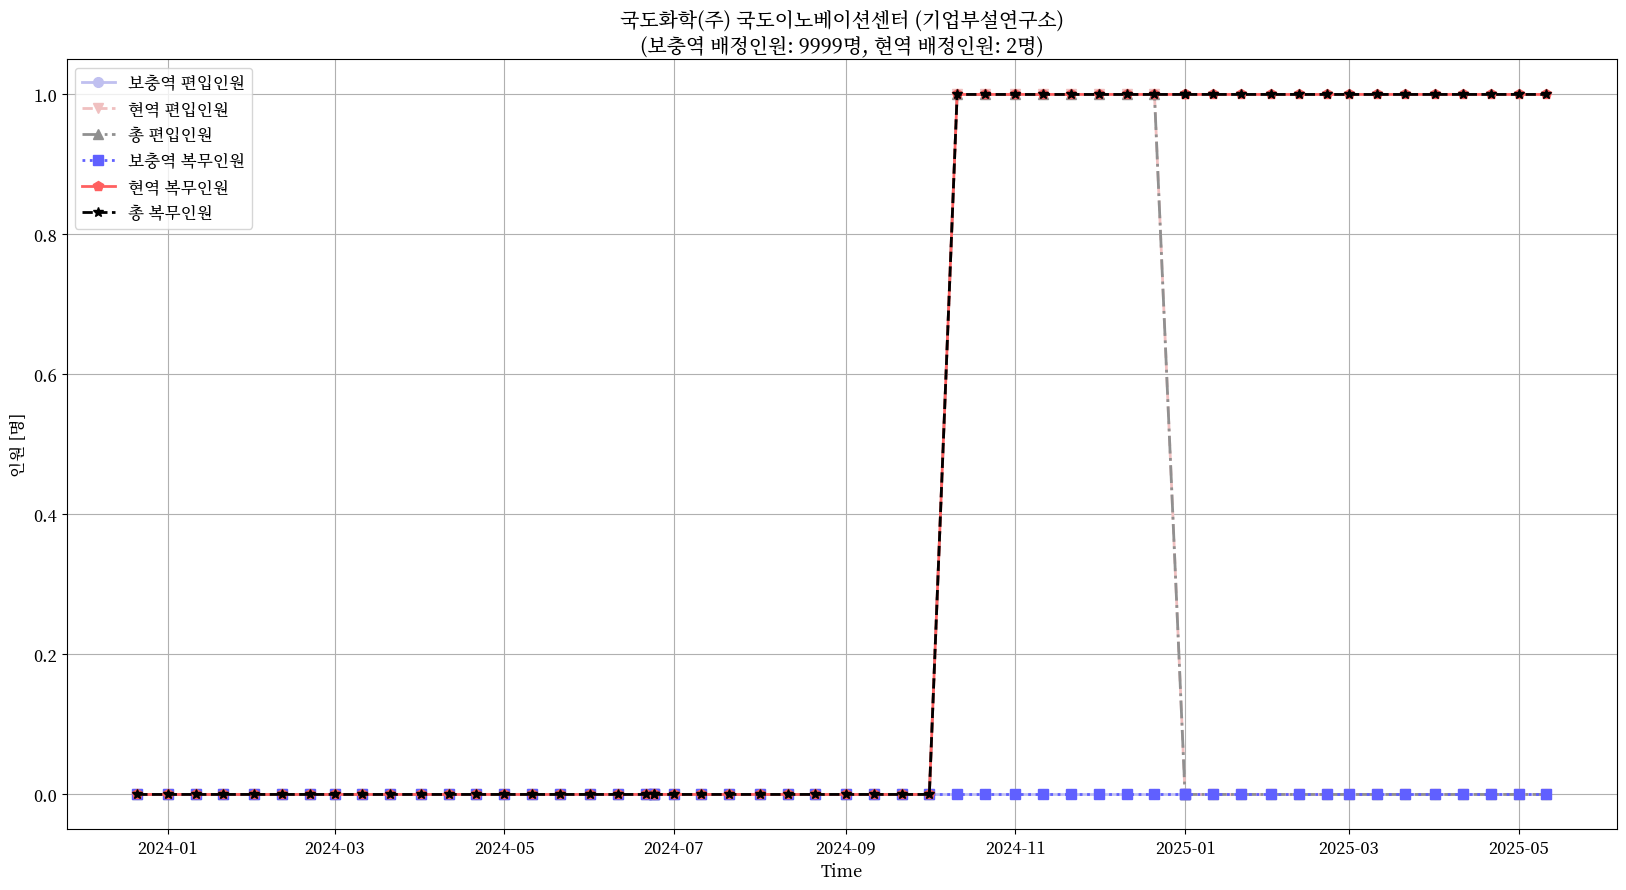 국도화학(주) 국도이노베이션센터 (기업부설연구소)
(보충역 배정인원: 9999명, 현역 배정인원: 2명)
보충역 편입인원
현역 편입인원
총 편입인원
보충역 복무인원
현역 복무인원
총 복무인원
1.0
0.8
0.6
0.4
0.2
0.0
인원 [명]
2024-01 2024-03 2024-05 2024-07 2024-09 2024-11 2025-01 2025-03 2025-05
Time